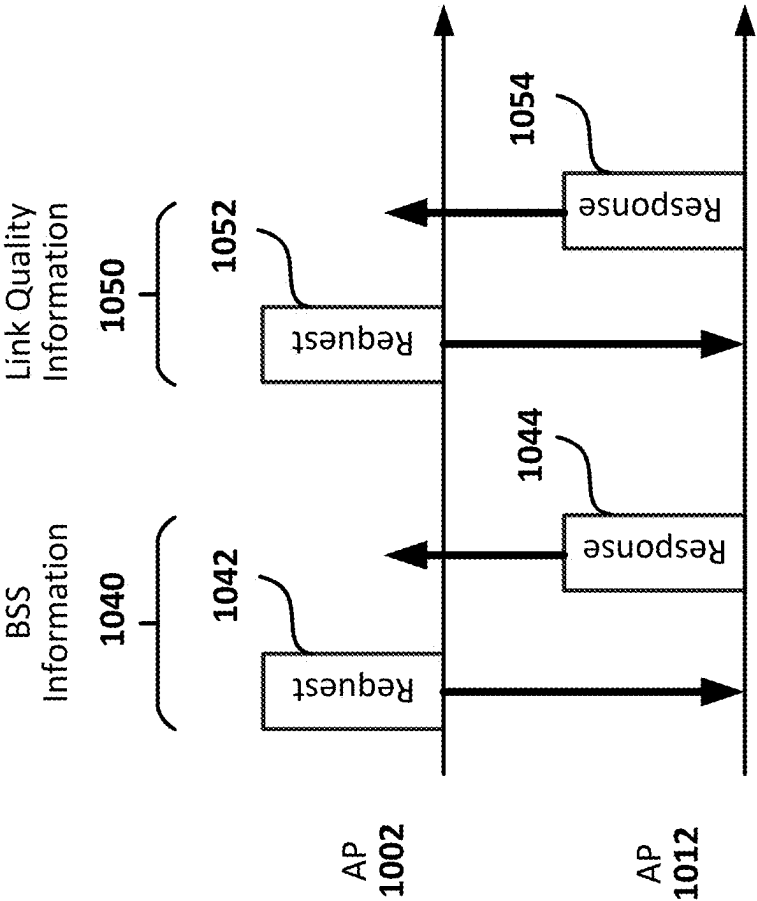 BSS
Information
1040
Link Quality
Information
1050
1042
1052
Request
Request
AP
1002
1044
1054
Response
Response
AP
1012